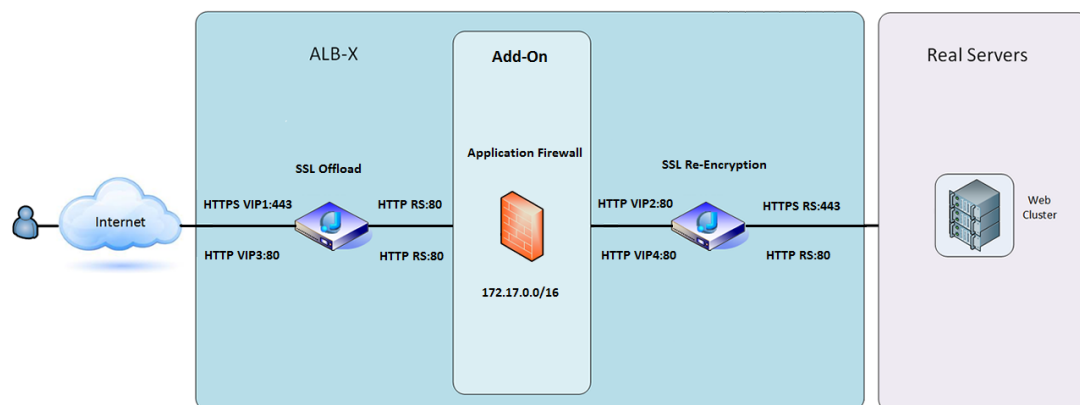 ALB-X
Add-On
Real Servers
Application Firewall
SSL Offload
SSL Re-Encryption
Internet
HTTPS VIP1:443
HTTP RS:80
HTTP VIP2:80
HTTPS RS:443
Web
Cluster
HTTP VIP3:80
HTTP RS:80
HTTP VIP4:80
HTTP RS:80
172.17.0.0/16